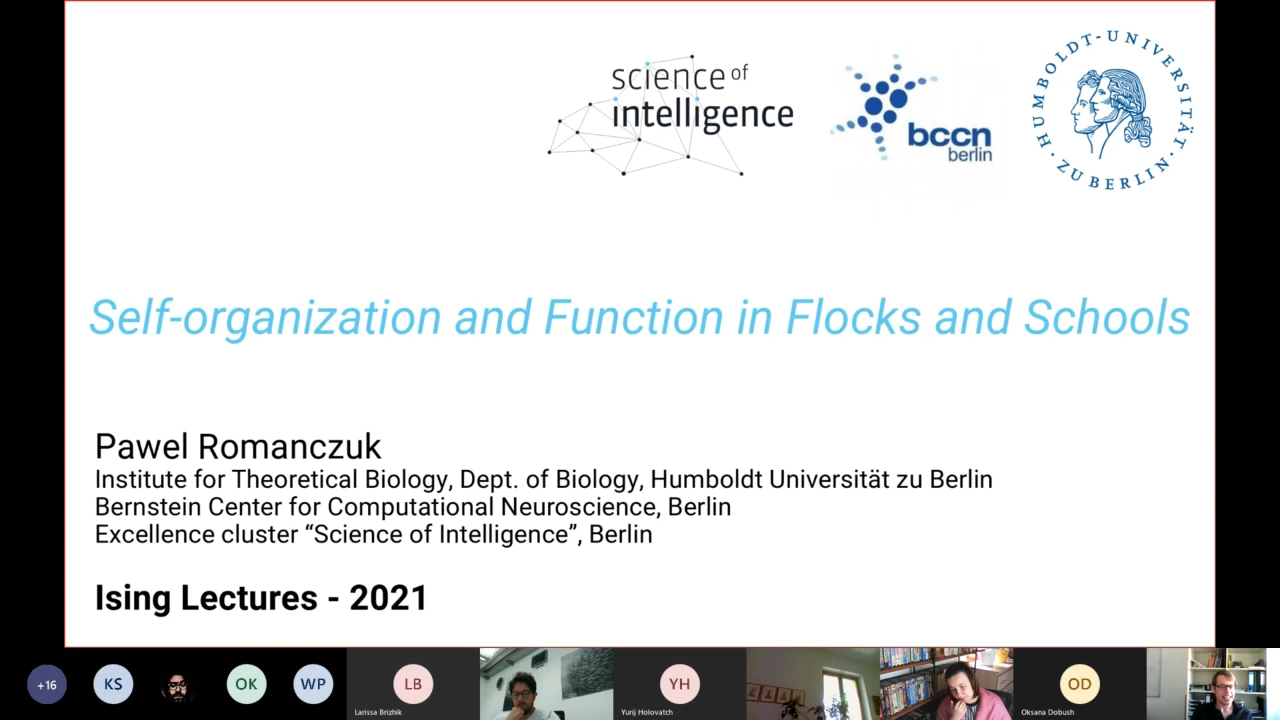 science of
intelligence
bccn
berlin
HUMBOLDT-UNIVERSITÄT · ZU BERLIN ·
Self-organization and Function in Flocks and Schools
Pawel Romanczuk
Institute for Theoretical Biology, Dept. of Biology, Humboldt Universität zu Berlin
Bernstein Center for Computational Neuroscience, Berlin
Excellence cluster “Science of Intelligence”, Berlin
Ising Lectures - 2021
+16
KS
OK
WP
LB
Larissa Brizhik
YH
Yurij Holovatch
OD
Oksana Dobush